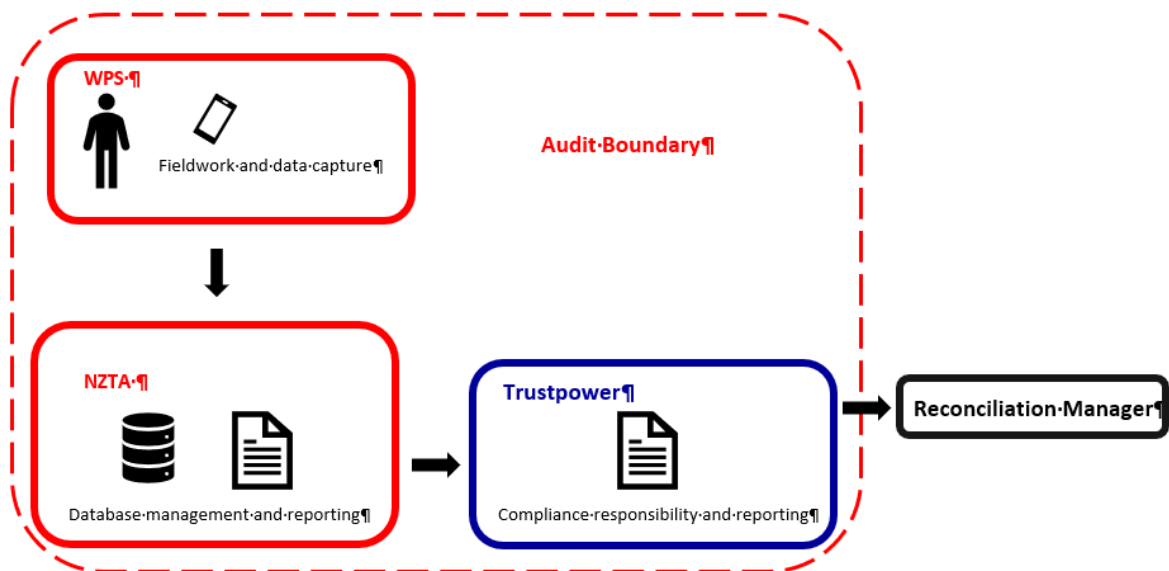 WPS·¶
Fieldwork·and·data·capture¶
Audit·Boundary¶
NZTA·¶
Database·management·and·reporting¶
Trustpower¶
Compliance·responsibility·and·reporting¶
Reconciliation·Manager¶